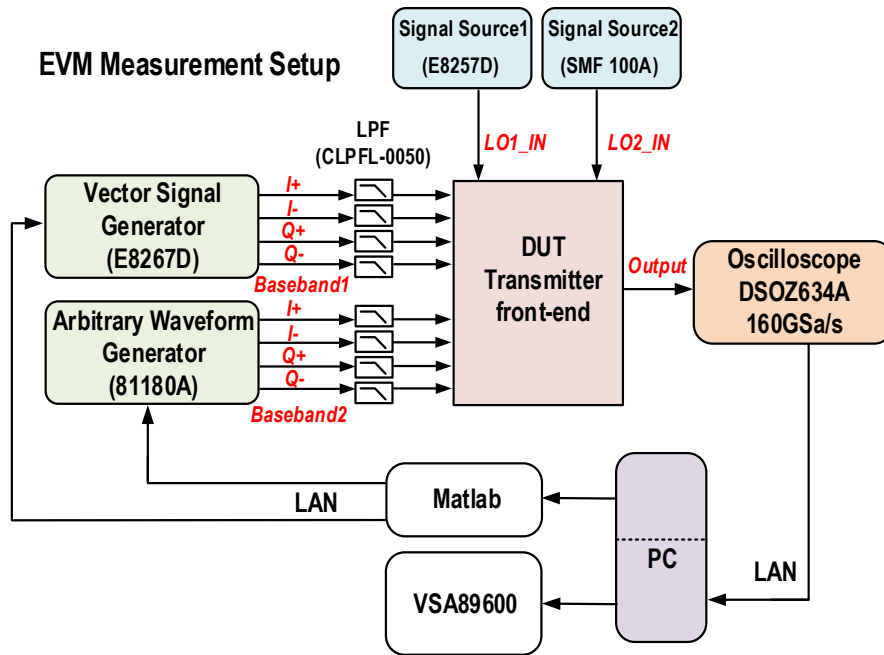 Signal Source1
(E8257D)
Signal Source2
(SMF 100A)
EVM Measurement Setup
LO1_IN
LO2_IN
LPF
(CLPFL-0050)
Vector Signal
Generator
(E8267D)
I+
I-
Q+
Q-
Baseband1
DUT
Transmitter
front-end
Output
Oscilloscope
DSOZ634A
160GSa/s
Arbitrary Waveform
Generator
(81180A)
I+
I-
Q+
Q-
Baseband2
LAN
Matlab
PC
LAN
VSA89600